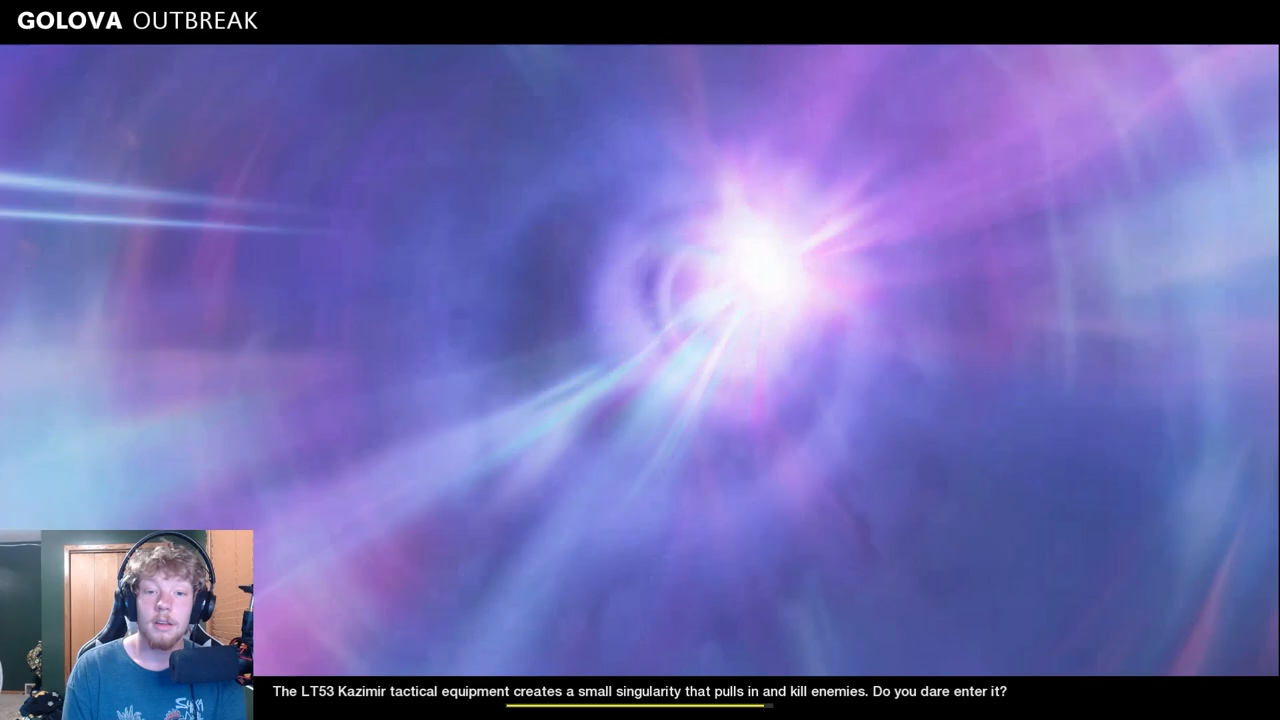 GOLOVA OUTBREAK
The LT53 Kazimir tactical equipment creates a small singularity that pulls in and kill enemies. Do you dare enter it?